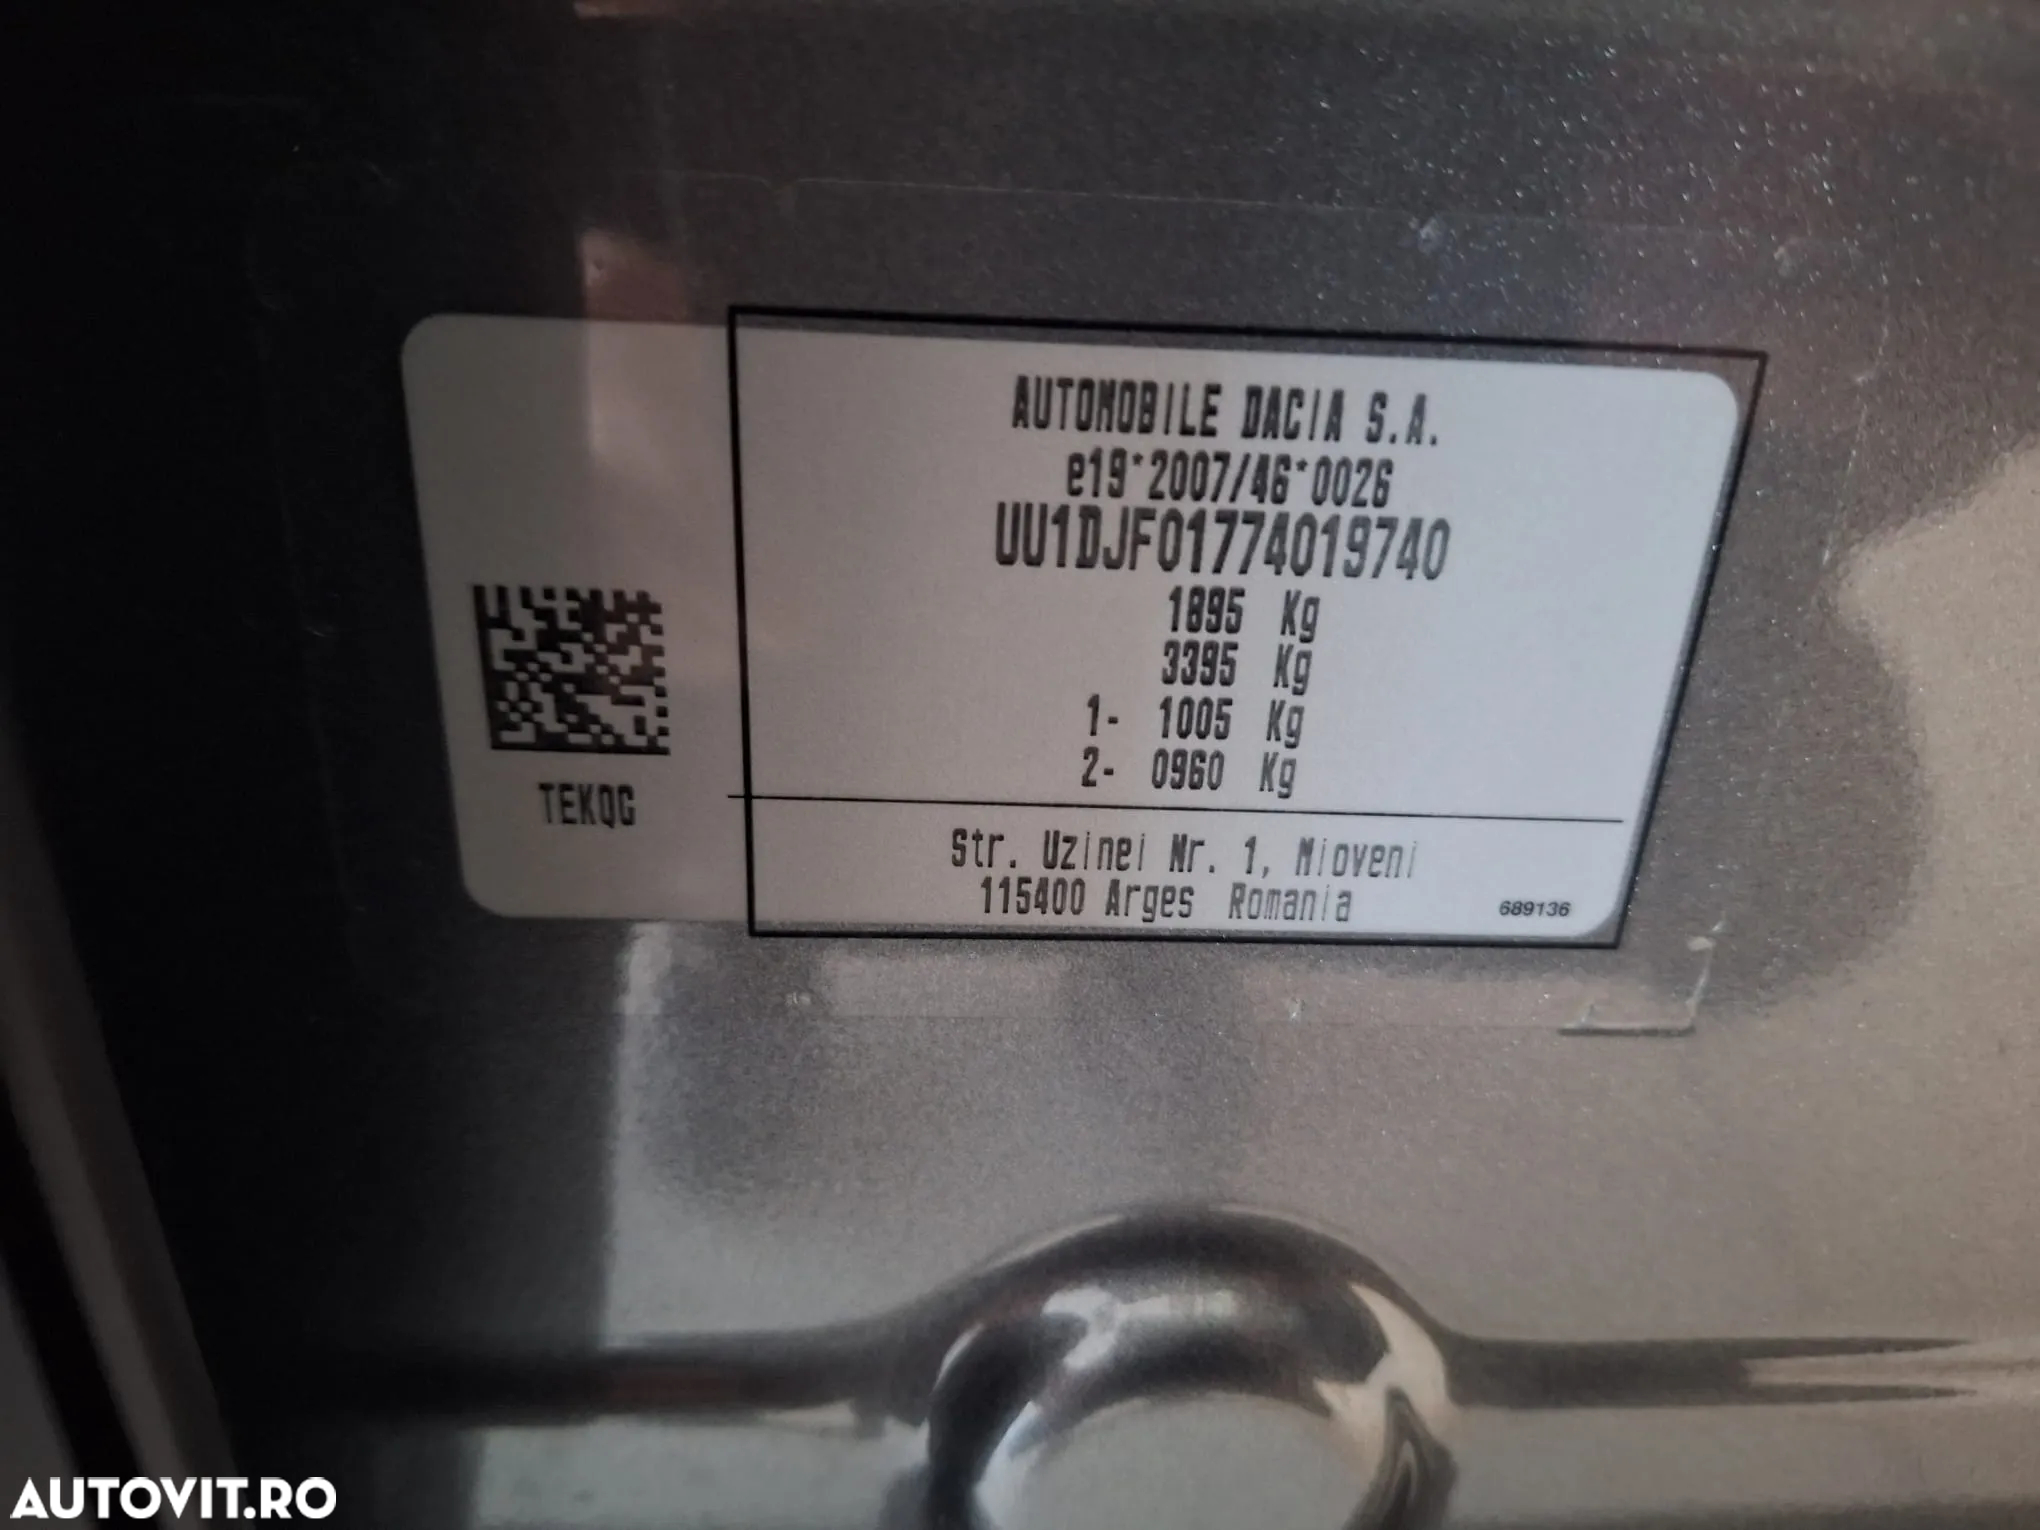 AUTOMOBILE DACIA S.A.
e19*2007/46*0026
UU1DJF01774019740
1895 Kg
3395 Kg
1- 1005 Kg
2- 0960 Kg
TEKQG
Str. Uzinei Nr. 1, Mioveni
115400 Arges Romania
689136
AUTOVIT.RO